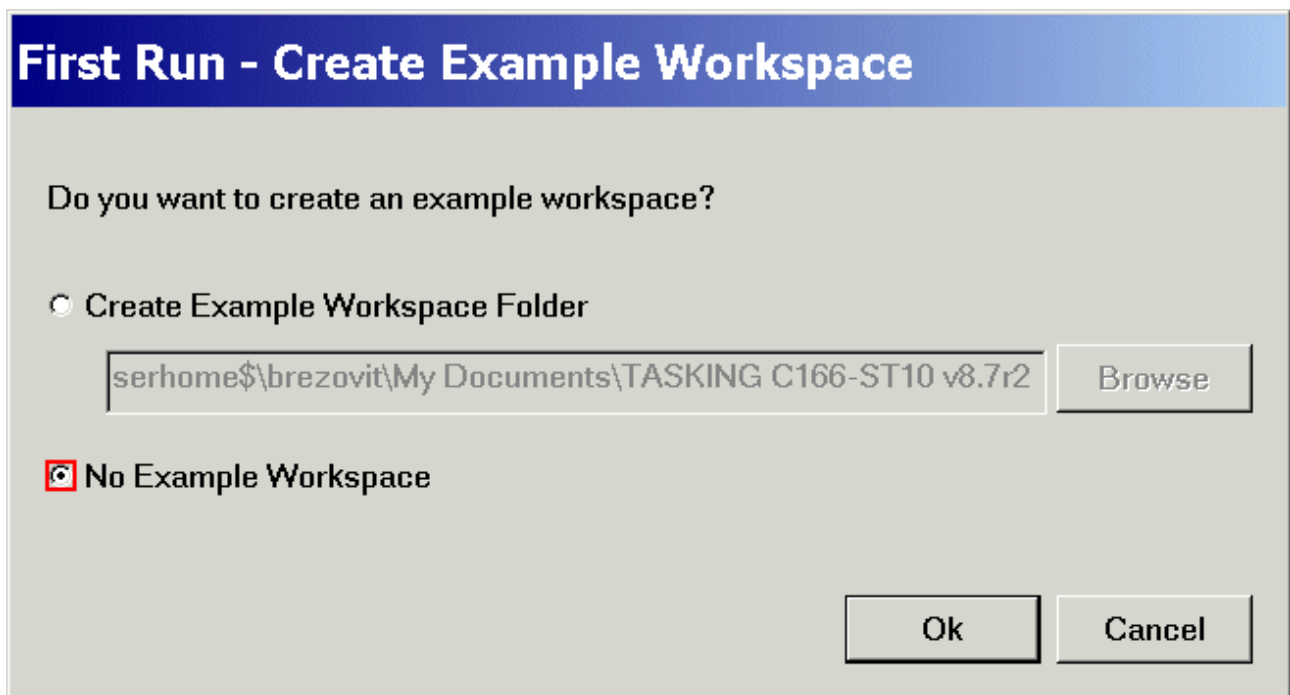 First Run - Create Example Workspace
Do you want to create an example workspace?
Create Example Workspace Folder
serhome$\brezovit\My Documents\TASKING C166-ST10 v8.7r2
Browse
No Example Workspace
Ok
Cancel